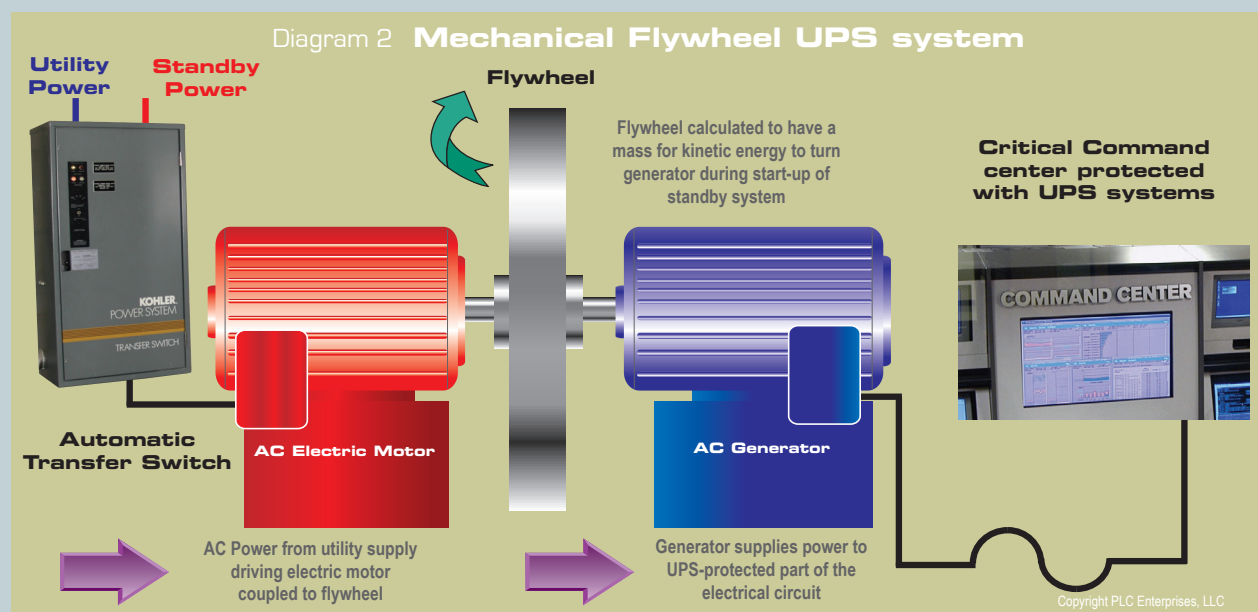 Diagram 2 Mechanical Flywheel UPS system
Utility
Power
Standby
Power
Flywheel
Flywheel calculated to have a
mass for kinetic energy to turn
generator during start-up of
standby system
Critical Command
center protected
with UPS systems
KOHLER
POWER SYSTEM
TRANSFER SWITCH
COMMAND CENTER
Automatic
Transfer Switch
AC Electric Motor
AC Generator
AC Power from utility supply
driving electric motor
coupled to flywheel
Generator supplies power to
UPS-protected part of the
electrical circuit
Copyright PLC Enterprises, LLC